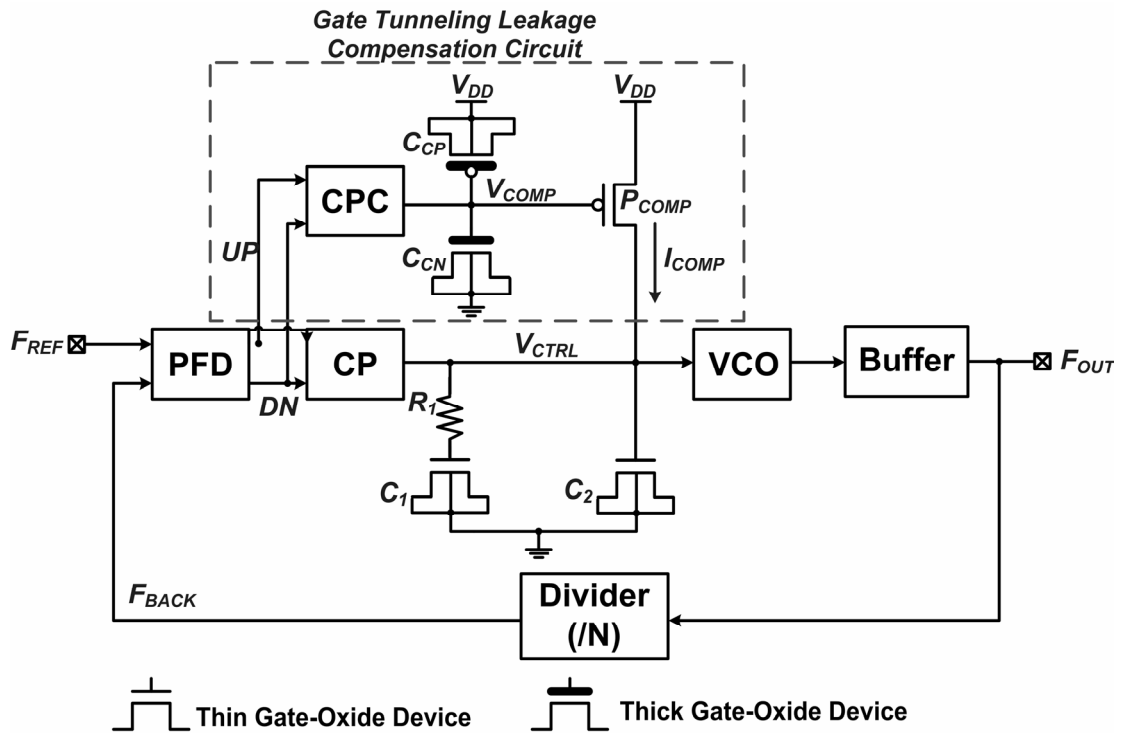 Gate Tunneling Leakage
Compensation Circuit
VDD
VDD
CCP
CPC
VCOMP
PCOMP
UP
CCN
ICOMP
FREF
PFD
CP
VCTRL
VCO
Buffer
FOUT
DN
R1
C1
C2
FBACK
Divider
(/N)
Thin Gate-Oxide Device
Thick Gate-Oxide Device